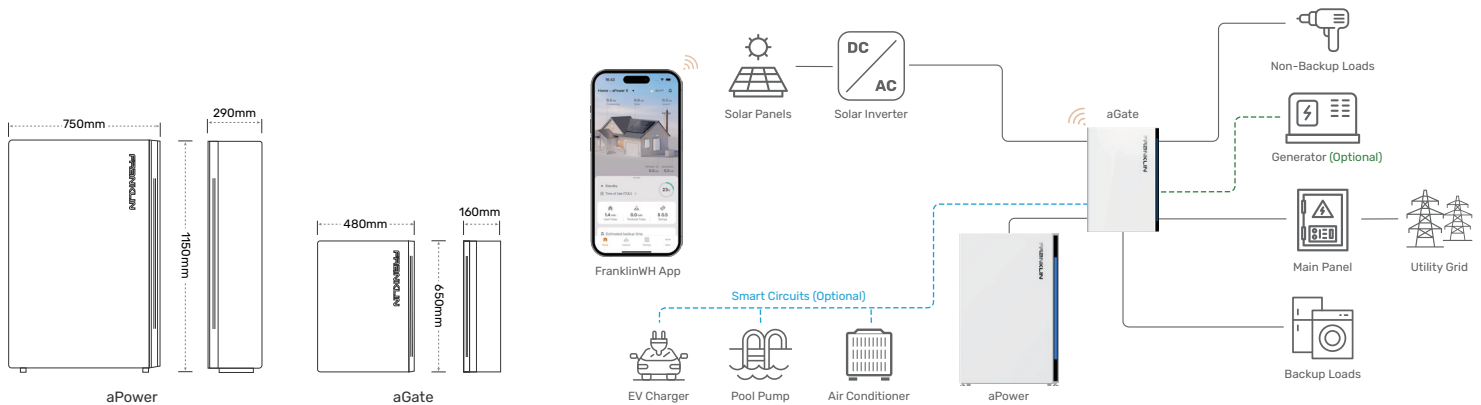 750mm
290mm
1150mm
FRANKLIN
aPower
480mm
160mm
650mm
FRANKLIN
aGate
FranklinWH App
Solar Panels
DC
AC
Solar Inverter
aGate
FRANKLIN
Non-Backup Loads
Generator (Optional)
Main Panel
Utility Grid
Backup Loads
Smart Circuits (Optional)
EV Charger
Pool Pump
Air Conditioner
FRANKLIN
aPower